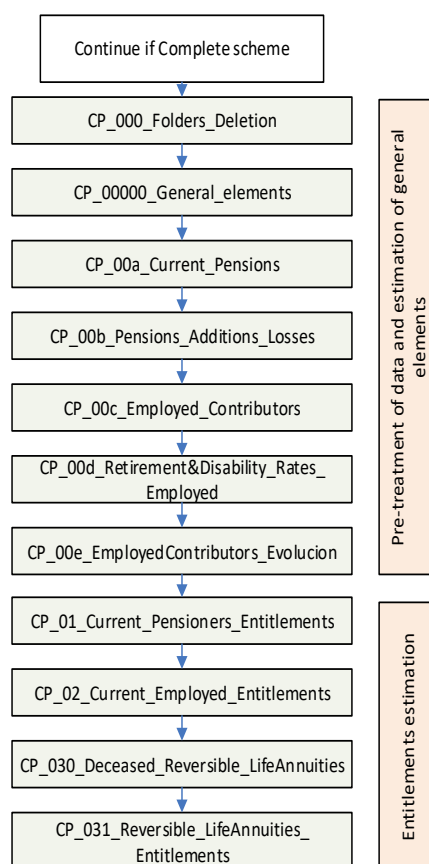 Continue if Complete scheme
CP_000_Folders_Deletion
CP_00000_General_elements
CP_00a_Current_Pensions
CP_00b_Pensions_Additions_Losses
CP_00c_Employed_Contributors
CP_00d_Retirement&Disability_Rates_
Employed
CP_00e_EmployedContributors_Evolucion
Pre-treatment of data and estimation of general
elements
CP_01_Current_Pensioners_Entitlements
CP_02_Current_Employed_Entitlements
CP_030_Deceased_Reversible_LifeAnnuities
CP_031_Reversible_LifeAnnuities_
Entitlements
Entitlements estimation